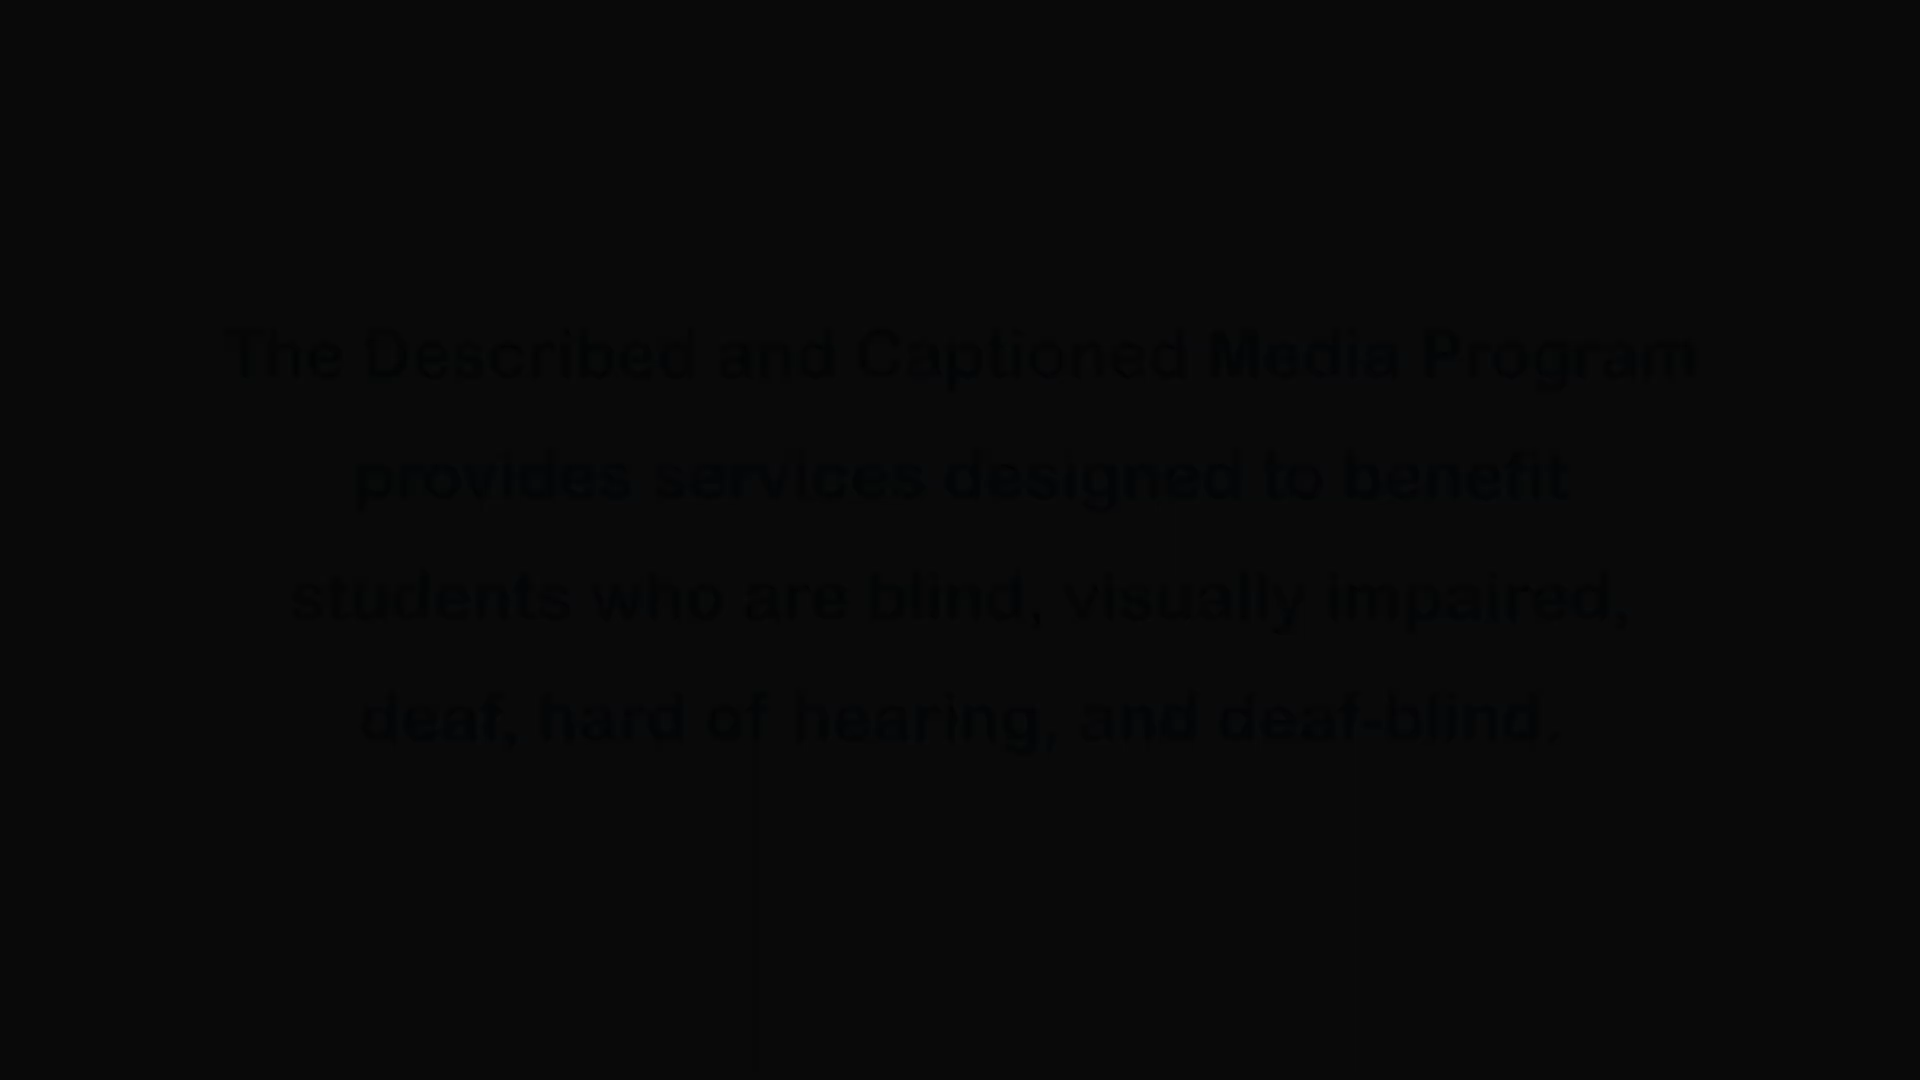 The Described and Captioned Media Program
provides services designed to benefit
students who are blind, visually impaired,
deaf, hard of hearing, and deaf-blind.